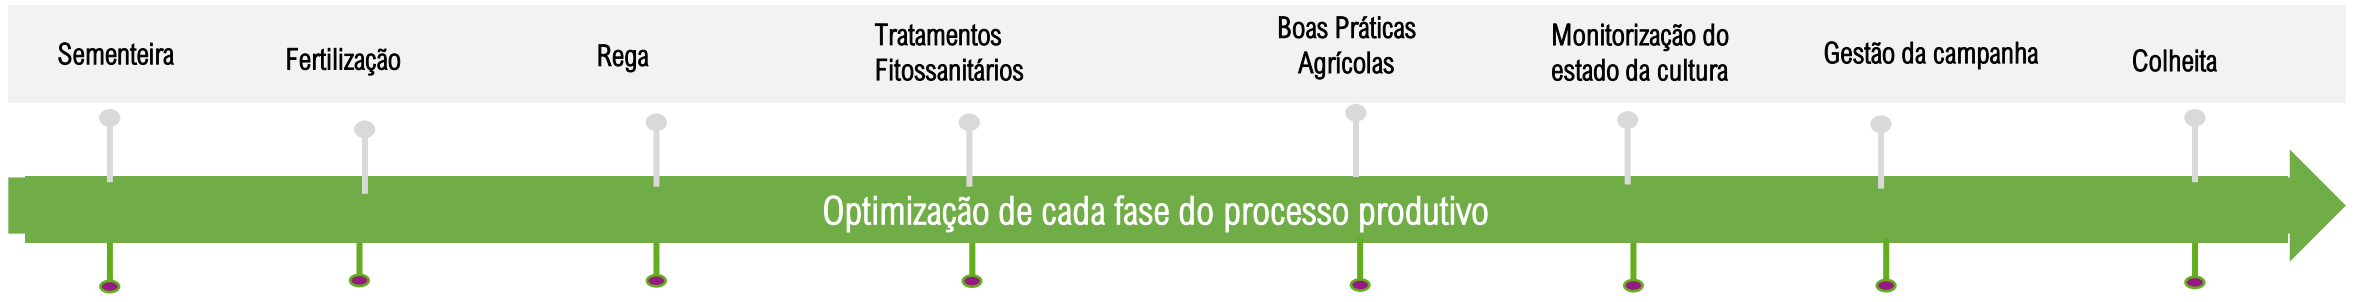 Sementeira
Fertilização
Rega
Tratamentos
Fitossanitários
Boas Práticas
Agrícolas
Monitorização do
estado da cultura
Gestão da campanha
Colheita
Optimização de cada fase do processo produtivo